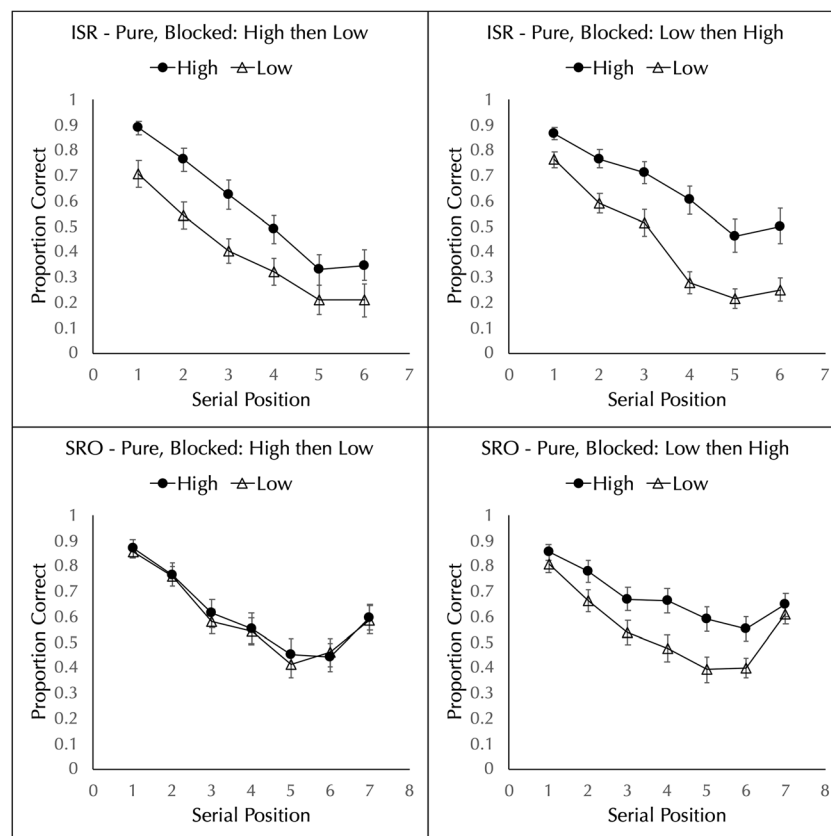 ISR - Pure, Blocked: High then Low
High Low
Proportion Correct
1
0.9
0.8
0.7
0.6
0.5
0.4
0.3
0.2
0.1
0
0 1 2 3 4 5 6 7
Serial Position
ISR - Pure, Blocked: Low then High
High Low
Proportion Correct
1
0.9
0.8
0.7
0.6
0.5
0.4
0.3
0.2
0.1
0
0 1 2 3 4 5 6 7
Serial Position
SRO - Pure, Blocked: High then Low
High Low
Proportion Correct
1
0.9
0.8
0.7
0.6
0.5
0.4
0.3
0.2
0.1
0
0 1 2 3 4 5 6 7 8
Serial Position
SRO - Pure, Blocked: Low then High
High Low
Proportion Correct
1
0.9
0.8
0.7
0.6
0.5
0.4
0.3
0.2
0.1
0
0 1 2 3 4 5 6 7 8
Serial Position